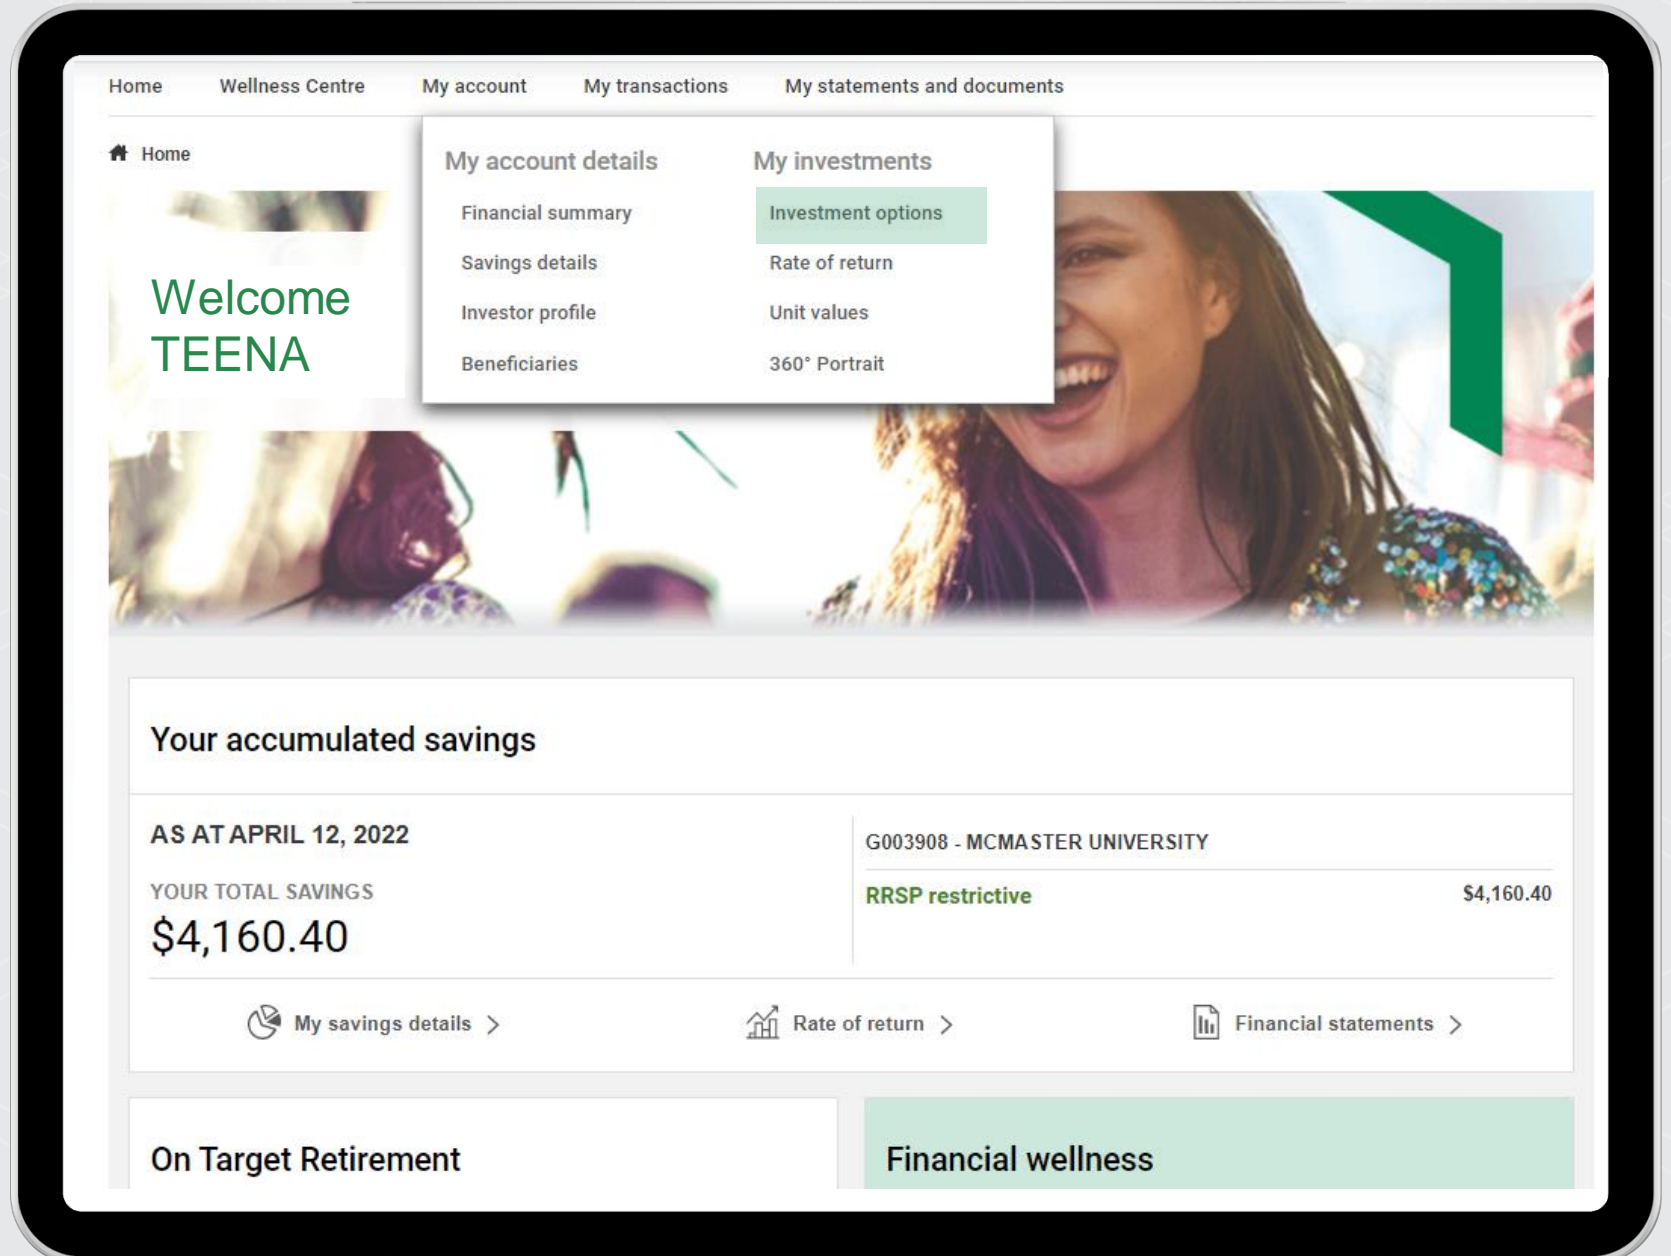 Home Wellness Centre My account My transactions My statements and documents
Home
My account details
Financial summary
Savings details
Investor profile
Beneficiaries
My investments
Investment options
Rate of return
Unit values
360° Portrait
Welcome
TEENA
Your accumulated savings
AS AT APRIL 12, 2022
YOUR TOTAL SAVINGS
$4,160.40
G003908 - MCMASTER UNIVERSITY
RRSP restrictive $4,160.40
My savings details >
Rate of return >
Financial statements >
On Target Retirement
Financial wellness